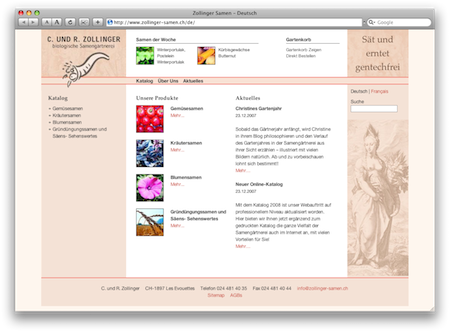 Zollinger Samen – Deutsch
http://www.zollinger-samen.ch/de/
Google
C. UND R. ZOLLINGER
biologische Samengärtnerei
Samen der Woche
Winterportulak,
Postelein
Winterportulak,
Kürbisgewächse
Butternut
Gartenkorb
Gartenkorb Zeigen
Direkt Bestellen
Sät und
erntet
gentechfrei
Katalog Über Uns Aktuelles
Deutsch | Français
Suche
Katalog
Gemüsesamen
Kräutersamen
Blumensamen
Gründüngungssamen und
Säens- Sehenswertes
Unsere Produkte
Gemüsesamen
Mehr...
Kräutersamen
Mehr...
Blumensamen
Mehr...
Gründüngungssamen und
Säens- Sehenswertes
Mehr...
Aktuelles
Christines Gartenjahr
23.12.2007
Sobald das Gärtnerjahr anfängt, wird Christine
in ihrem Blog philosophieren und den Verlauf
des Gartenjahres in der Samengärtnerei aus
ihrer Sicht erzählen – illustriert mit vielen
Bildern natürlich. Ab und zu vorbeischauen
lohnt sich bestimmt!
Neuer Online-Katalog
23.12.2007
Mit dem Katalog 2008 ist unser Webauftritt auf
professionellem Niveau aktualisiert worden.
Hier bieten wir Ihnen jetzt ergänzend zum
gedruckten Katalog die ganze Vielfalt der
Samengärtnerei auch im Internet an, mit vielen
Vorteilen für Sie!
Mehr...
C. und R. Zollinger CH-1897 Les Evouettes Telefon 024 481 40 35 Fax 024 481 40 44 info@zollinger-samen.ch
Sitemap AGBs